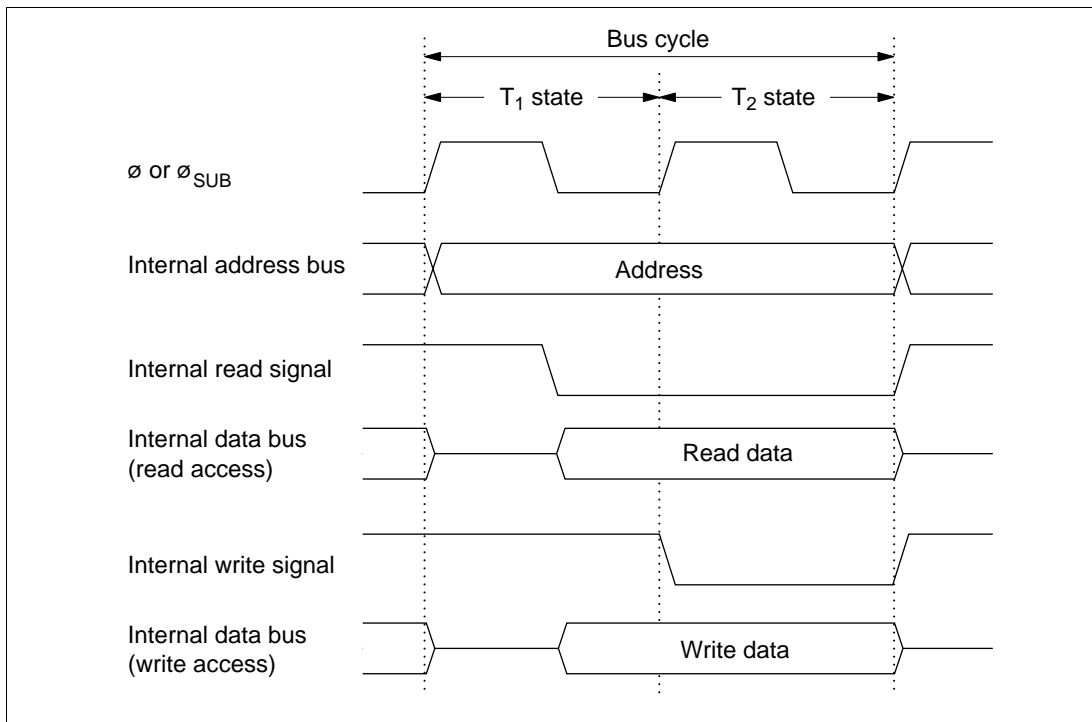 Bus cycle
T₁ state
T₂ state
ø or ø SUB
Internal address bus
Address
Internal read signal
Internal data bus
(read access)
Read data
Internal write signal
Internal data bus
(write access)
Write data